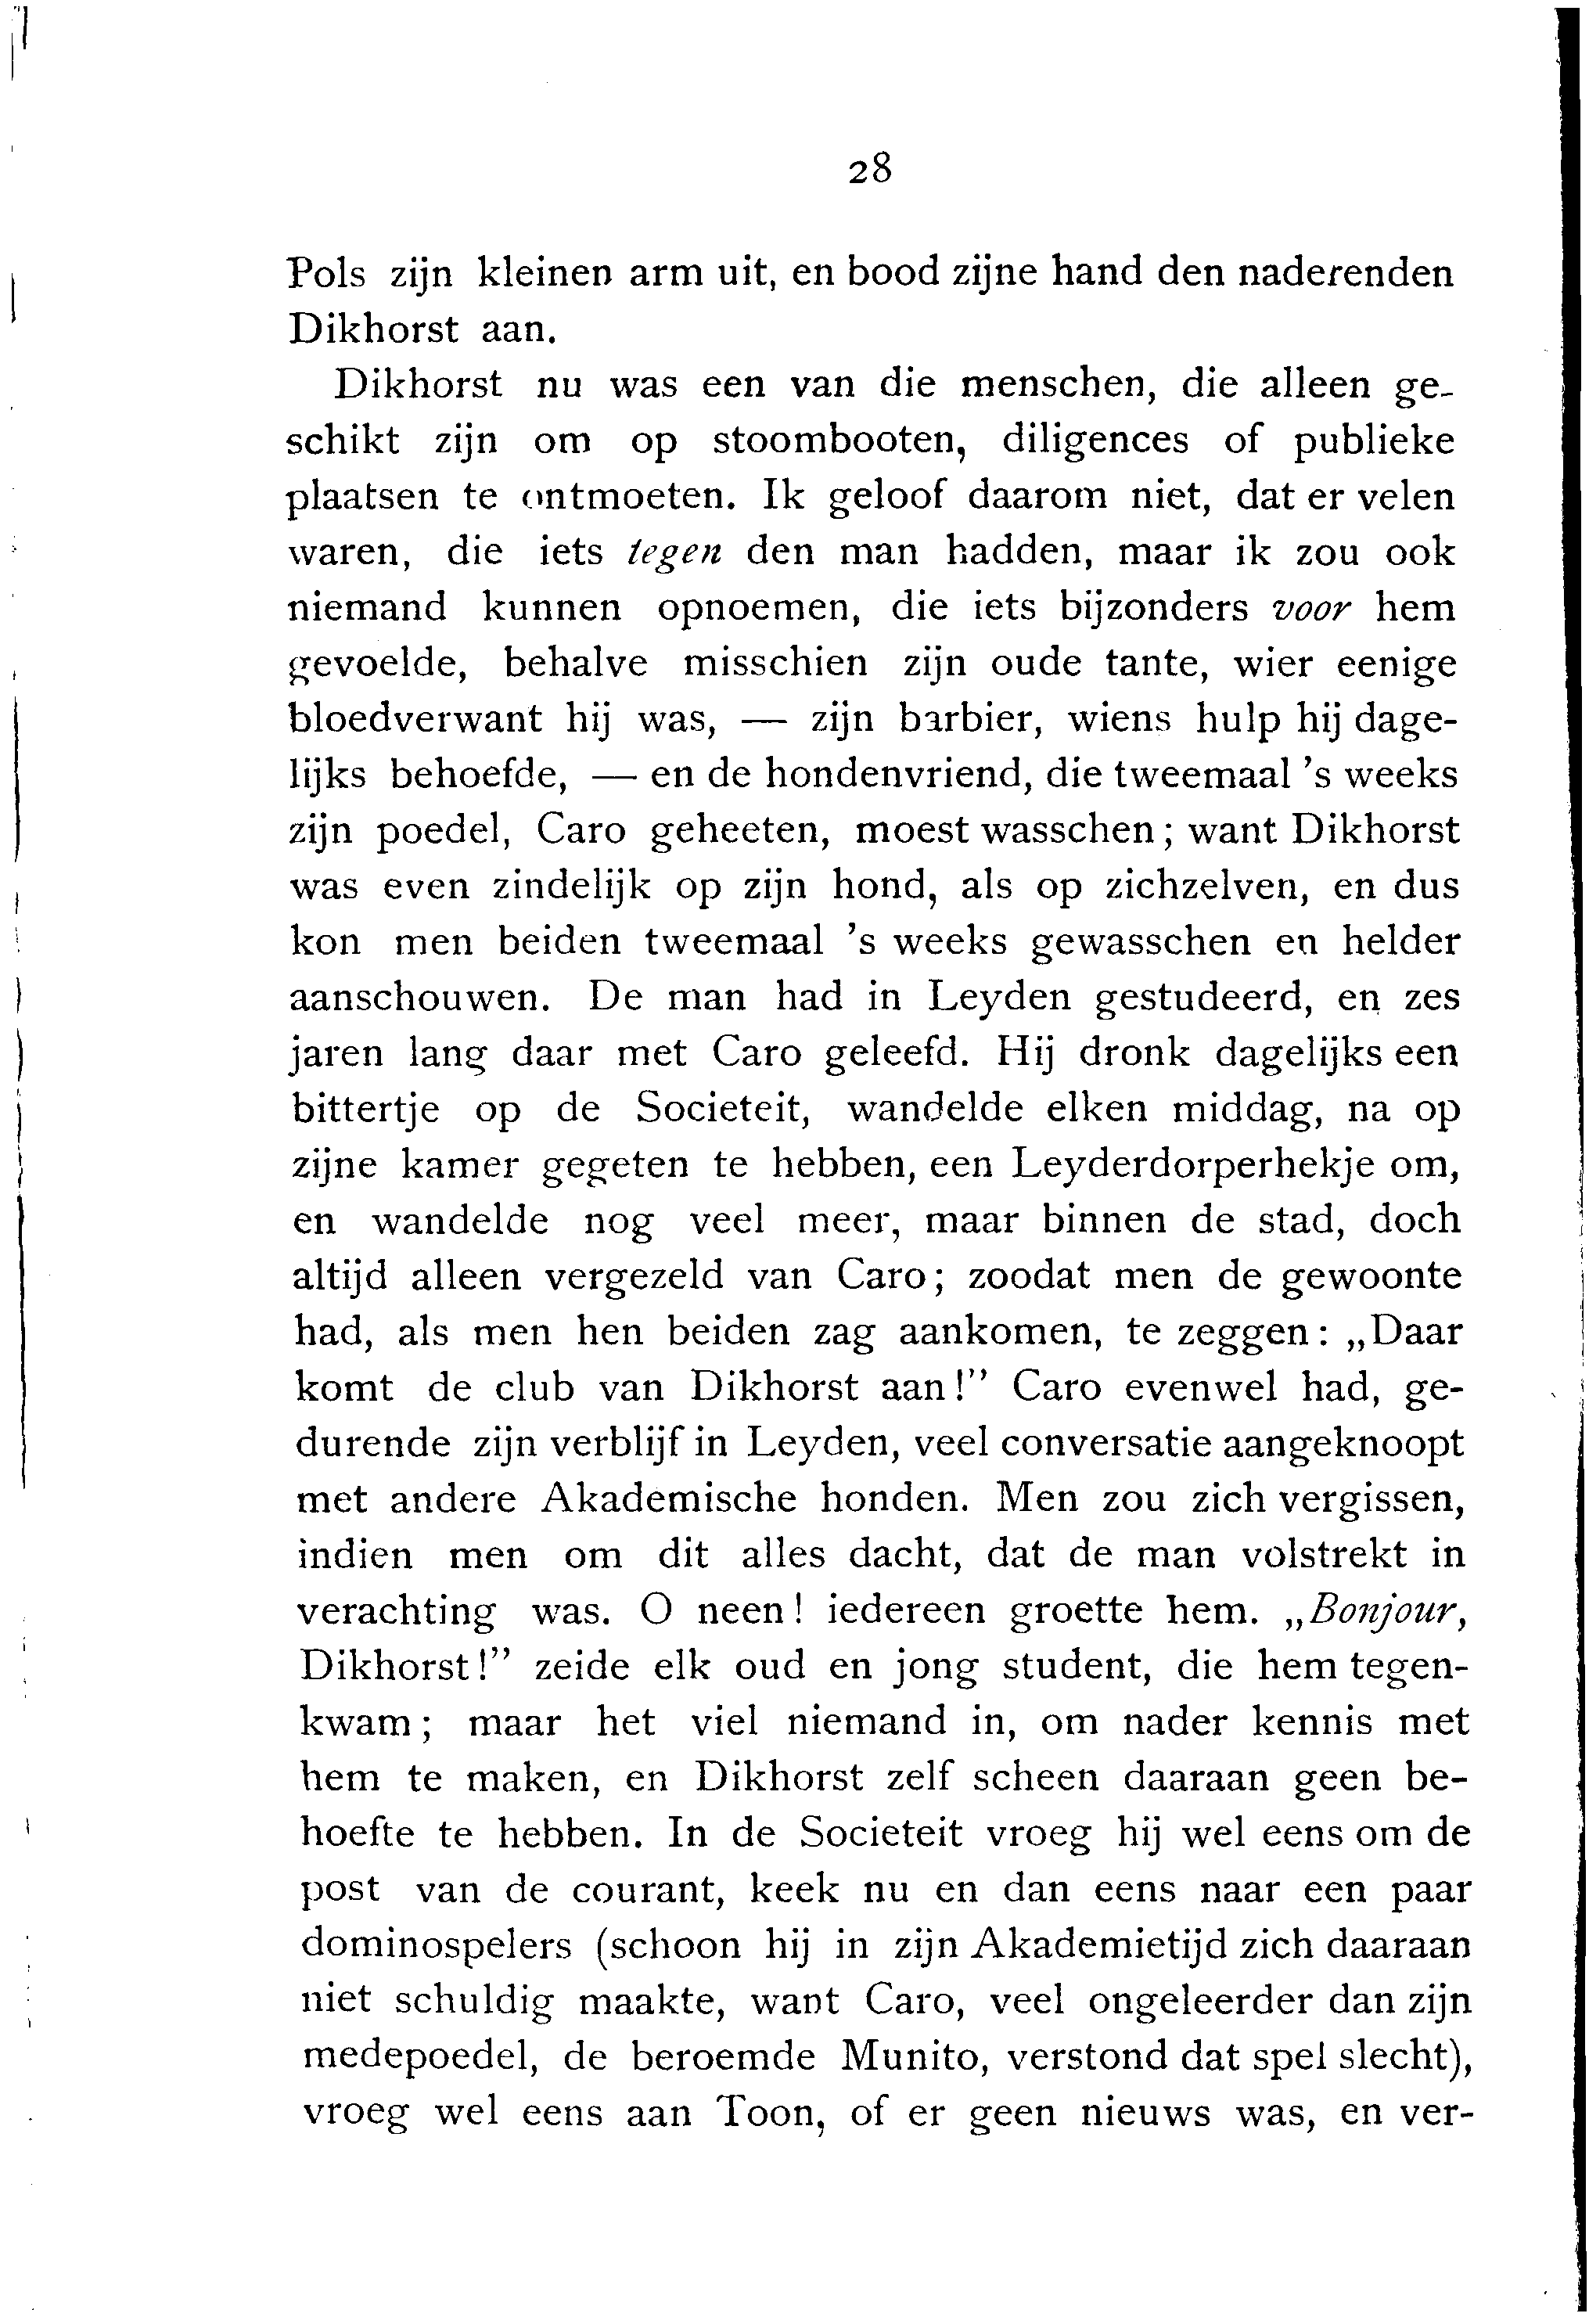 28
Pols zijn kleinen arm uit, en bood zijne hand den naderenden
Dikhorst aan.
Dikhorst nu was een van die menschen, die alleen ge-
schikt zijn om op stoombooten, diligences of publieke
plaatsen te ontmoeten. Ik geloof daarom niet, dat er velen
waren, die iets tegen den man hadden, maar ik zou ook
niemand kunnen opnoemen, die iets bijzonders voor hem
gevoelde, behalve misschien zijn oude tante, wier eenige
bloedverwant hij was, — zijn barbier, wiens hulp hij dage-
lijks behoefde, — en de hondenvriend, die tweemaal 's weeks
zijn poedel, Caro geheeten, moest wasschen; want Dikhorst
was even zindelijk op zijn hond, als op zichzelven, en dus
kon men beiden tweemaal 's weeks gewasschen en helder
aanschouwen. De man had in Leyden gestudeerd, en zes
jaren lang daar met Caro geleefd. Hij dronk dagelijks een
bittertje op de Societeit, wandelde elken middag, na op
zijne kamer gegeten te hebben, een Leyderdorperhekje om,
en wandelde nog veel meer, maar binnen de stad, doch
altijd alleen vergezeld van Caro; zoodat men de gewoonte
had, als men hen beiden zag aankomen, te zeggen: „Daar
komt de club van Dikhorst aan!” Caro evenwel had, ge-
durende zijn verblijf in Leyden, veel conversatie aangeknoopt
met andere Akademische honden. Men zou zich vergissen,
indien men om dit alles dacht, dat de man volstrekt in
verachting was. O neen! iedereen groette hem. „Bonjour,
Dikhorst!” zeide elk oud en jong student, die hem tegen-
kwam; maar het viel niemand in, om nader kennis met
hem te maken, en Dikhorst zelf scheen daaraan geen be-
hoefte te hebben. In de Societeit vroeg hij wel eens om de
post van de courant, keek nu en dan eens naar een paar
dominospelers (schoon hij in zijn Akademietijd zich daaraan
niet schuldig maakte, want Caro, veel ongeleerder dan zijn
medepoedel, de beroemde Munito, verstond dat spel slecht),
vroeg wel eens aan Toon, of er geen nieuws was, en ver-